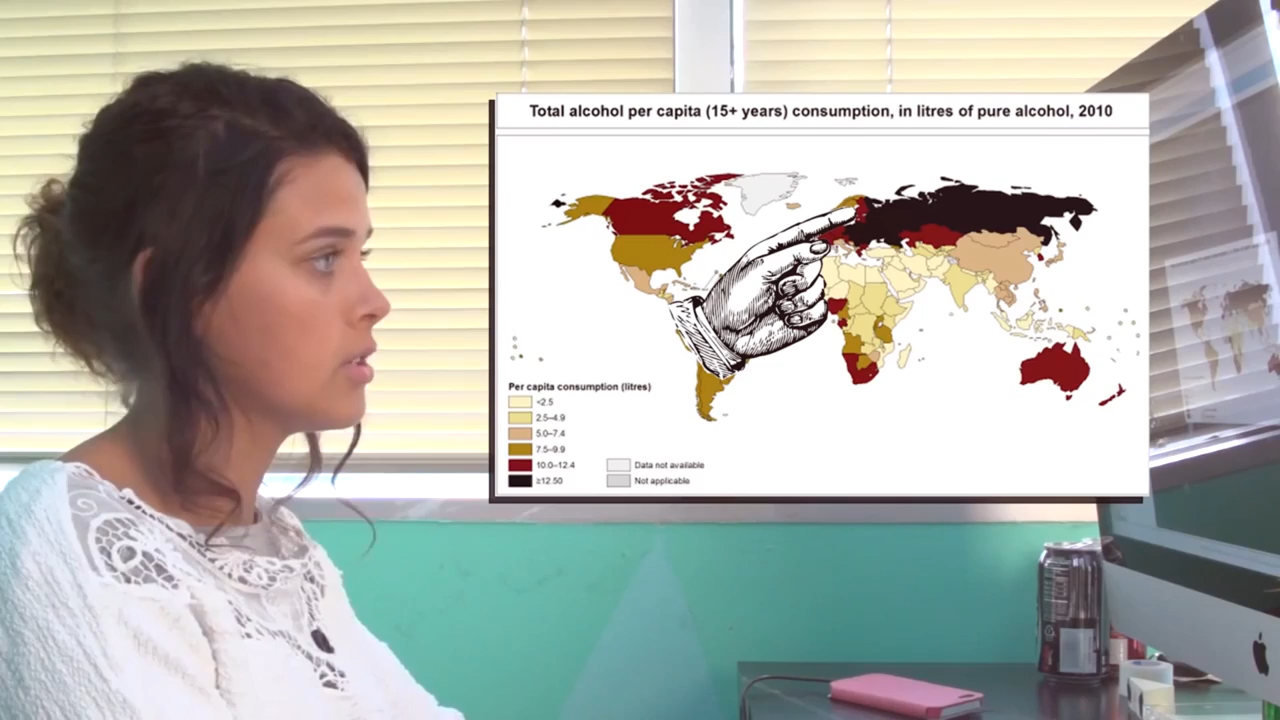 Total alcohol per capita (15+ years) consumption, in litres of pure alcohol, 2010
Per capita consumption (litres)
<2.5
2.5–4.9
5.0–7.4
7.5–9.9
10.0–12.4
≥12.50
Data not available
Not applicable